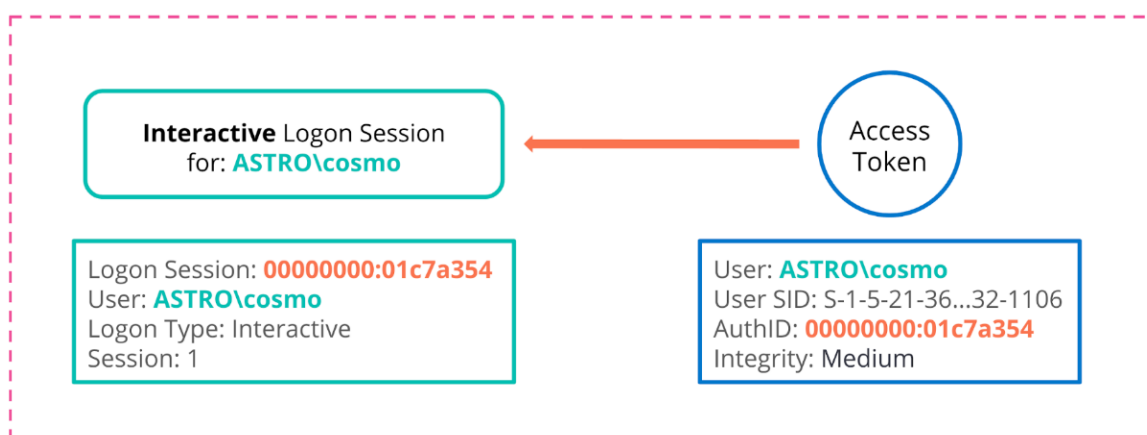 Interactive Logon Session
for: ASTRO\cosmo
Access
Token
Logon Session: 00000000:01c7a354
User: ASTRO\cosmo
Logon Type: Interactive
Session: 1
User: ASTRO\cosmo
User SID: S-1-5-21-36...32-1106
AuthID: 00000000:01c7a354
Integrity: Medium